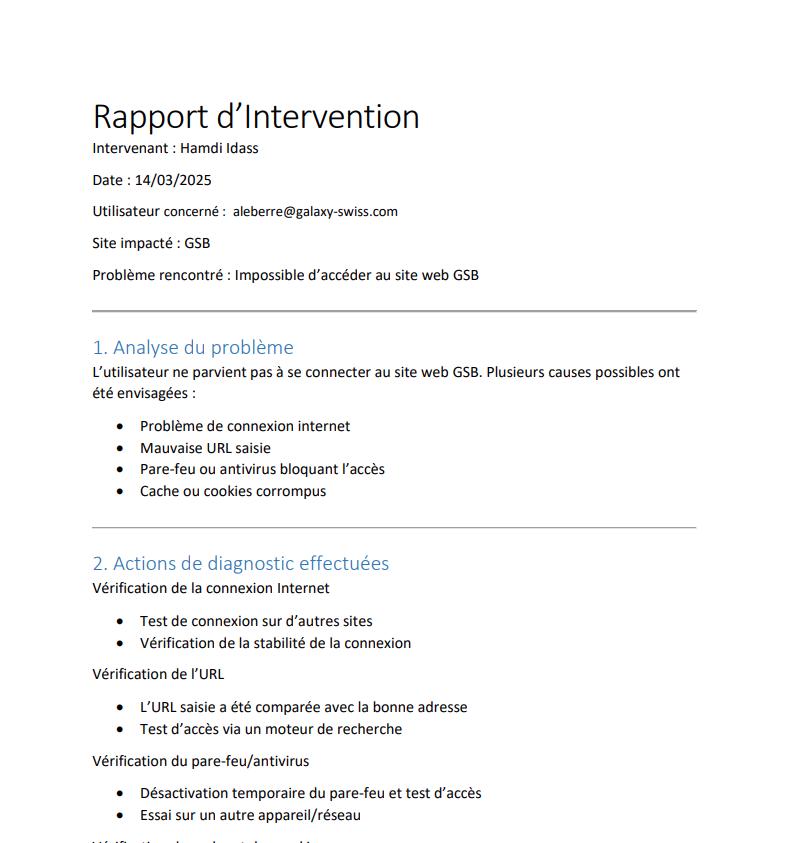 Rapport d’Intervention
Intervenant : Hamdi Idass
Date : 14/03/2025
Utilisateur concerné :  aleberre@galaxy-swiss.com
Site impacté : GSB
Problème rencontré : Impossible d’accéder au site web GSB
1. Analyse du problème
L’utilisateur ne parvient pas à se connecter au site web GSB. Plusieurs causes possibles ont
été envisagées :
• Problème de connexion internet
• Mauvaise URL saisie
• Pare-feu ou antivirus bloquant l’accès
• Cache ou cookies corrompus
2. Actions de diagnostic effectuées
Vérification de la connexion Internet
• Test de connexion sur d’autres sites
• Vérification de la stabilité de la connexion
Vérification de l’URL
• L’URL saisie a été comparée avec la bonne adresse
• Test d’accès via un moteur de recherche
Vérification du pare-feu/antivirus
• Désactivation temporaire du pare-feu et test d’accès
• Essai sur un autre appareil/réseau